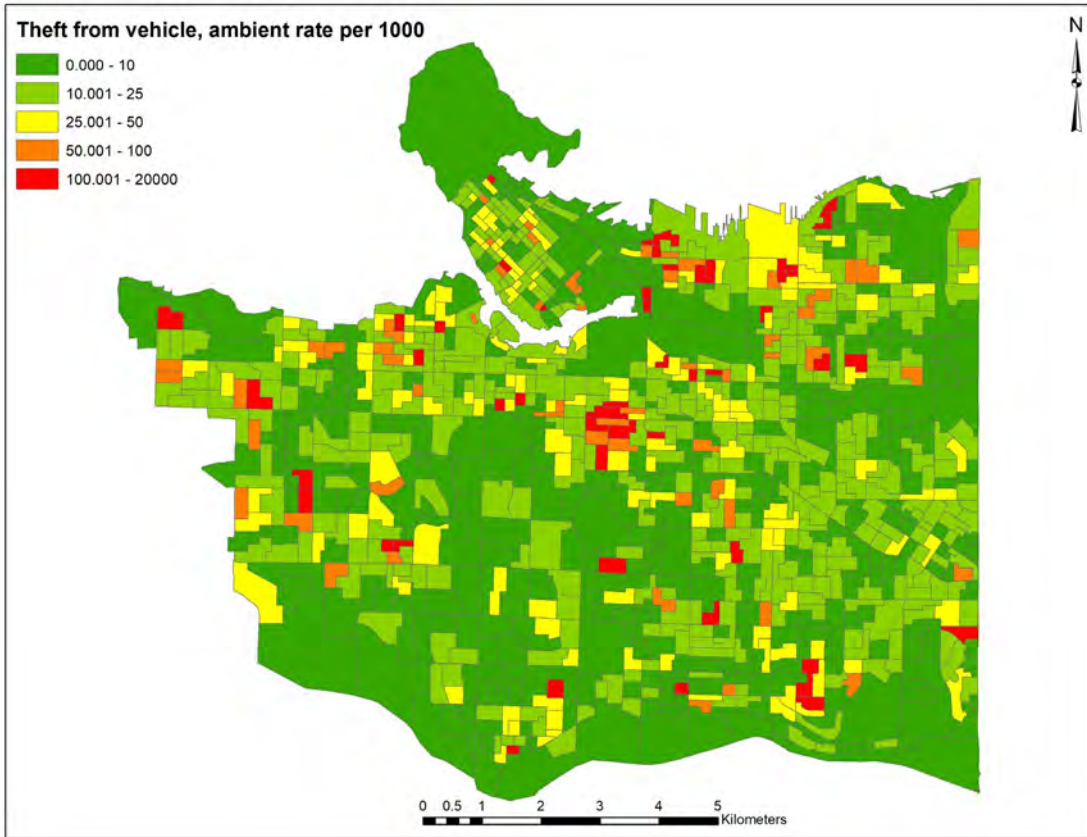 Theft from vehicle, ambient rate per 1000
0.000 - 10
10.001 - 25
25.001 - 50
50.001 - 100
100.001 - 20000
N
0 0.5 1 2 3 4 5
Kilometers